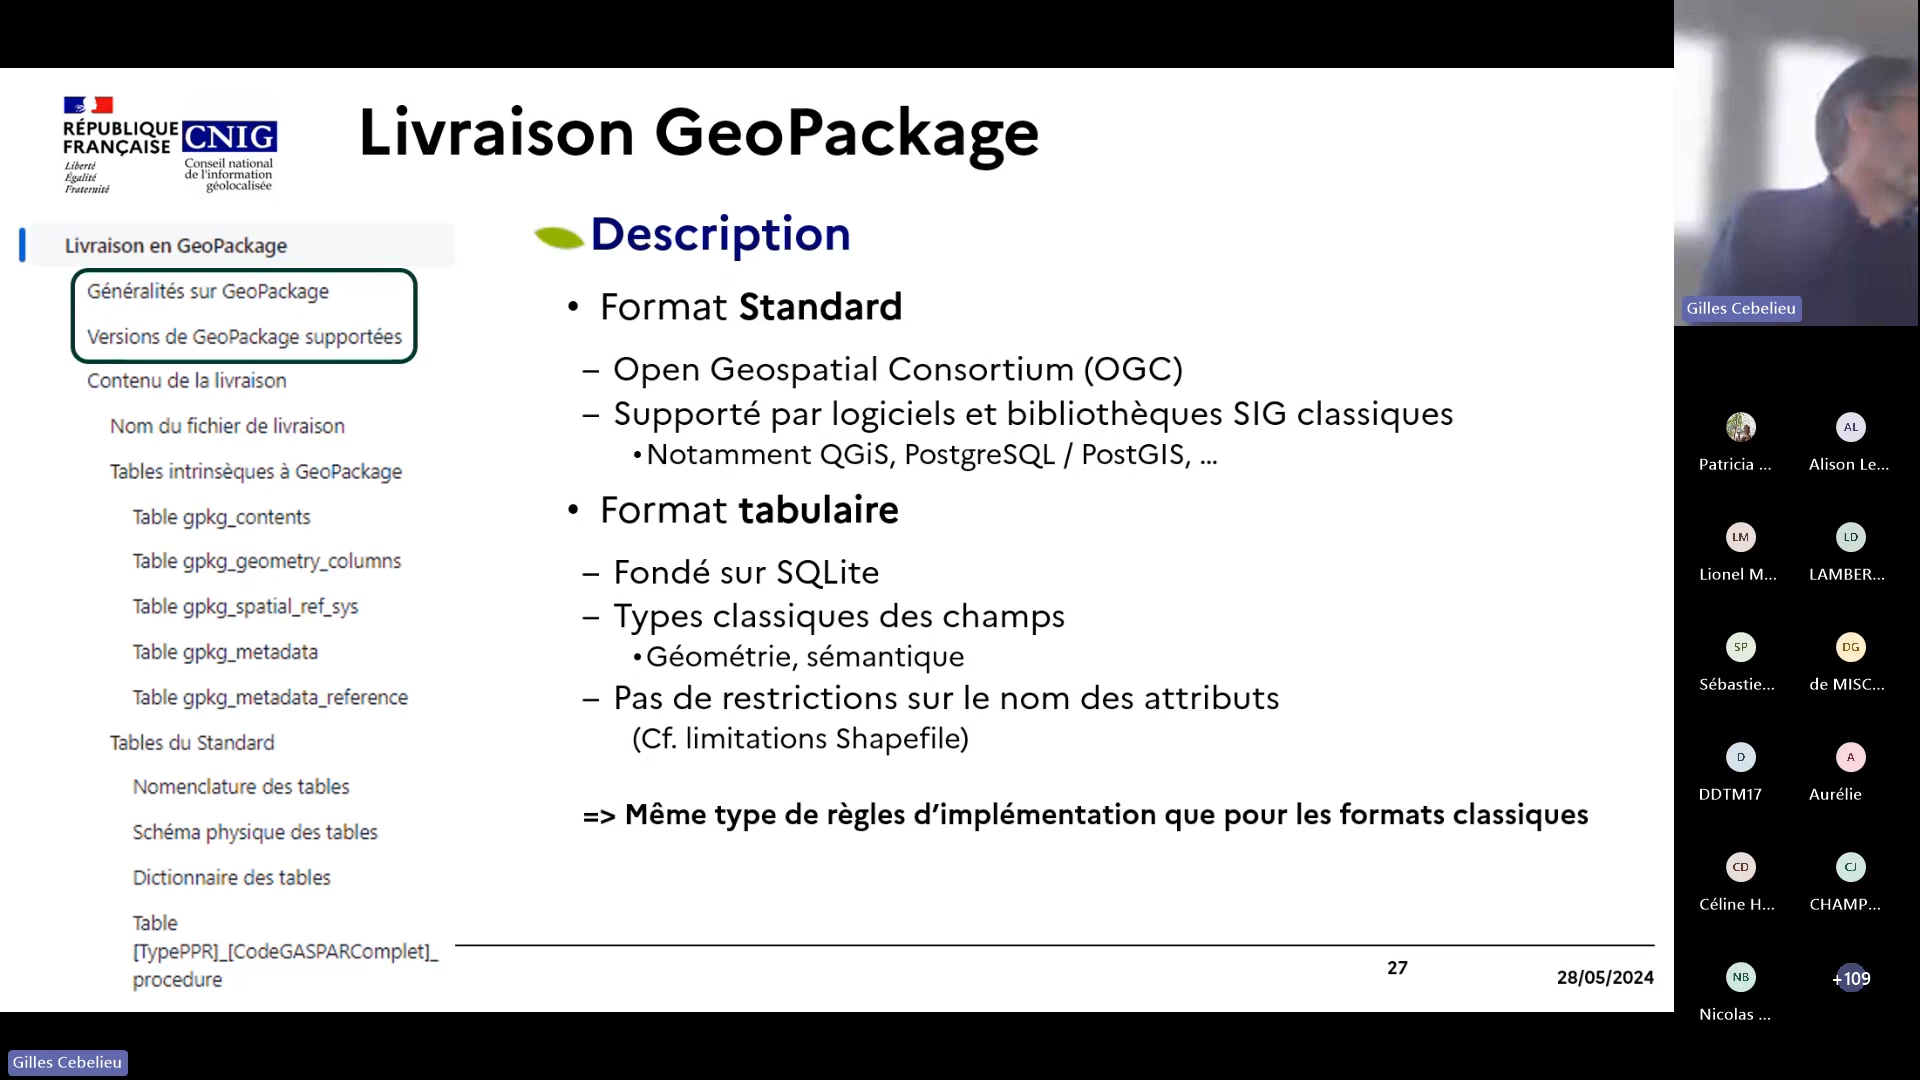 RÉPUBLIQUE
FRANÇAISE
Liberté
Égalité
Fraternité
CNIG
Conseil national
de l'information
géolocalisée
Livraison GeoPackage
Livraison en GeoPackage
Généralités sur GeoPackage
Versions de GeoPackage supportées
Contenu de la livraison
Nom du fichier de livraison
Tables intrinsèques à GeoPackage
Table gpkg_contents
Table gpkg_geometry_columns
Table gpkg_spatial_ref_sys
Table gpkg_metadata
Table gpkg_metadata_reference
Tables du Standard
Nomenclature des tables
Schéma physique des tables
Dictionnaire des tables
Table
[TypePPR]_[CodeGASPARComplet]_
procedure
Description
• Format Standard
– Open Geospatial Consortium (OGC)
– Supporté par logiciels et bibliothèques SIG classiques
• Notamment QGiS, PostgreSQL / PostGIS, ...
• Format tabulaire
– Fondé sur SQLite
– Types classiques des champs
• Géométrie, sémantique
– Pas de restrictions sur le nom des attributs
(Cf. limitations Shapefile)
=> Même type de règles d'implémentation que pour les formats classiques
27
28/05/2024
Gilles Cebelieu
Patricia ...
AL
Alison Le...
LM
Lionel M...
LD
LAMBER...
SP
Sébastie...
DG
de MISC...
D
DDTM17
A
Aurélie
CD
Céline H...
CJ
CHAMP...
NB
Nicolas ...
+109
Gilles Cebelieu